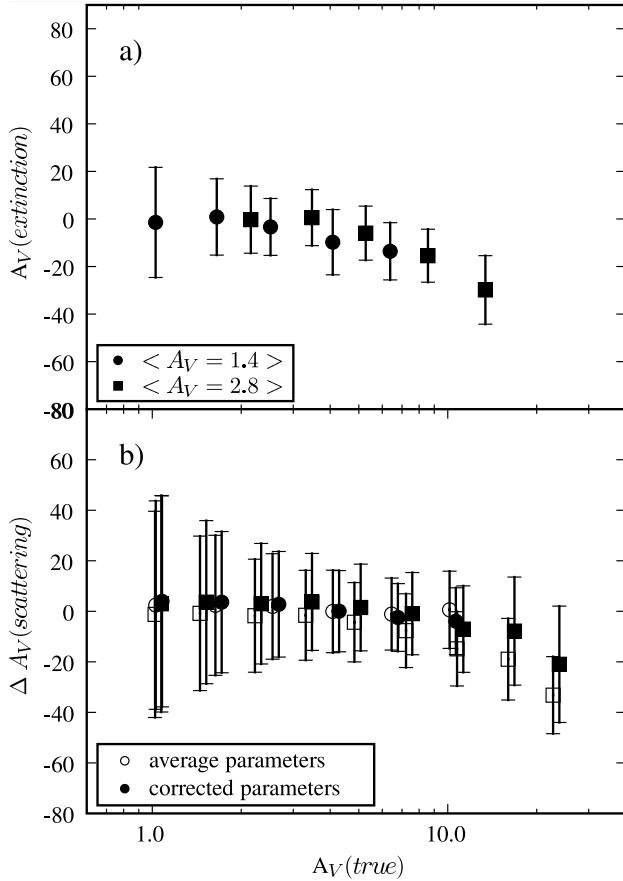 a)
80
60
40
20
0
-20
-40
-60
-80
A_V(extinction)
< A_V = 1.4 >
< A_V = 2.8 >
b)
80
60
40
20
0
-20
-40
-60
-80
Δ A_V(scattering)
average parameters
corrected parameters
1.0
10.0
A_V(true)